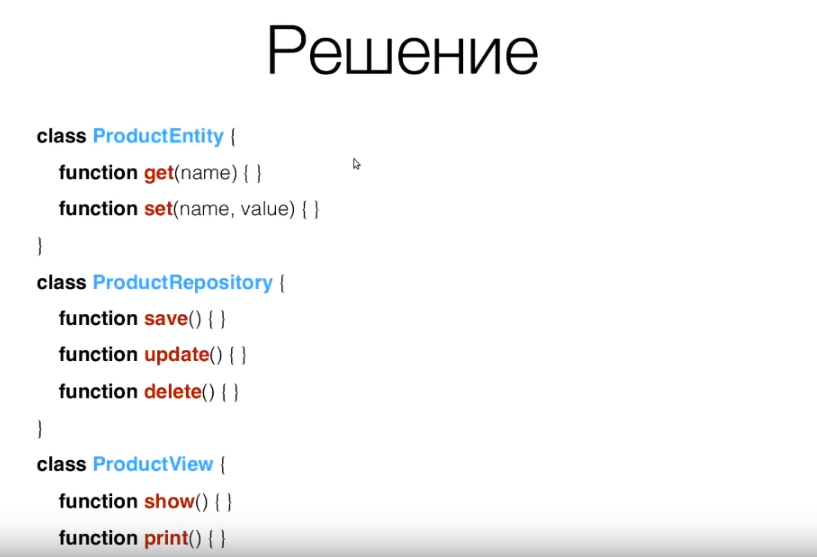 Решение
class ProductEntity {
function get(name) { }
function set(name, value) { }
}
class ProductRepository {
function save() { }
function update() { }
function delete() { }
}
class ProductView {
function show() { }
function print() { }